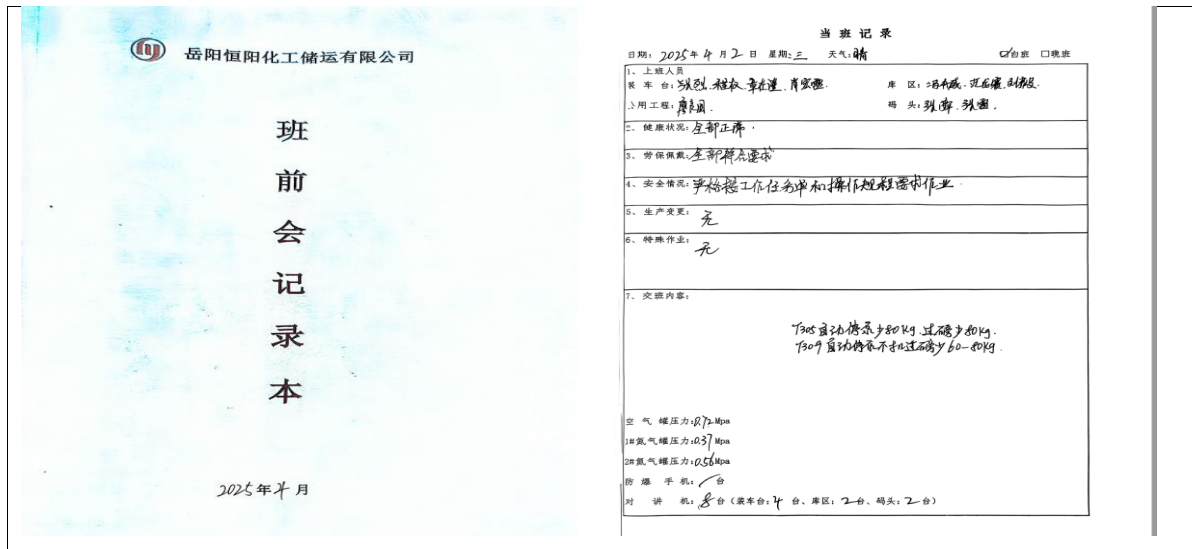 岳阳恒阳化工储运有限公司
班
前
会
记
录
本
2025年4月
当班记录
日期：2025年4月2日 星期：三 天气：晴 ☑白班 □晚班
1、上班人员
装车台：
库区：
用工程：
码头：
2、健康状况：全部正常.
3、劳保佩戴：全部符合要求
4、安全情况：严格按工作任务单和操作规程要求作业.
5、生产变更：无
6、特殊作业：无
7、交班内容：
T305自动停泵少80kg.过磅少80kg.
T309自动停泵不扣过磅少60-80kg.
空气罐压力：0.72Mpa
1#氮气罐压力：0.37Mpa
2#氮气罐压力：0.56Mpa
防爆手机：台
对讲机：8台（装车台：4台、库区：2台、码头：2台）